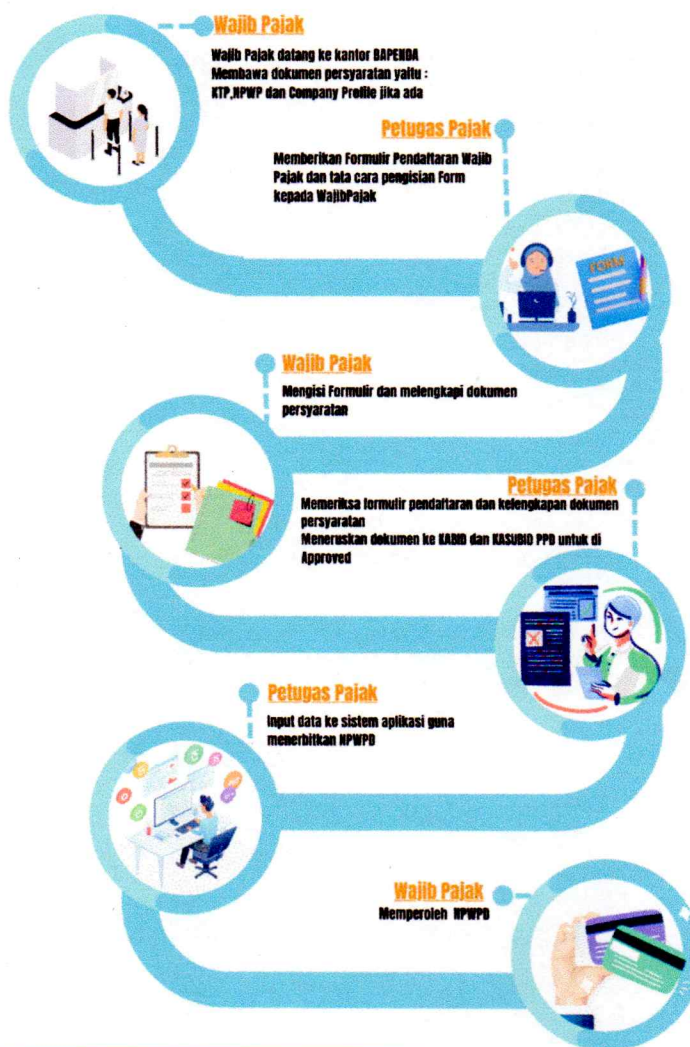 Wajib Pajak
Wajib Pajak datang ke kantor BAPENDA
Membawa dokumen persyaratan yaitu :
KTP,NPWP dan Company Profile jika ada
Petugas Pajak
Memberikan Formulir Pendaftaran Wajib
Pajak dan tata cara pengisian Form
kepada WajibPajak
FORM
Wajib Pajak
Mengisi Formulir dan melengkapi dokumen
persyaratan
Petugas Pajak
Memeriksa formulir pendaftaran dan kelengkapan dokumen
persyaratan
Meneruskan dokumen ke KABID dan KASUBID PPD untuk di
Approved
Petugas Pajak
Input data ke sistem aplikasi guna
menerbitkan NPWPD
Wajib Pajak
Memperoleh NPWPD